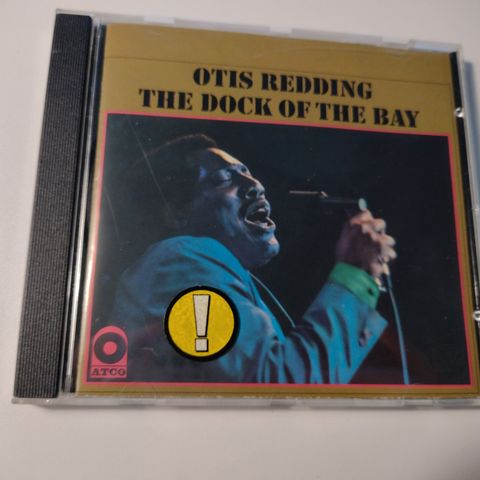 OTIS REDDING
THE DOCK OF THE BAY
!
ATCO